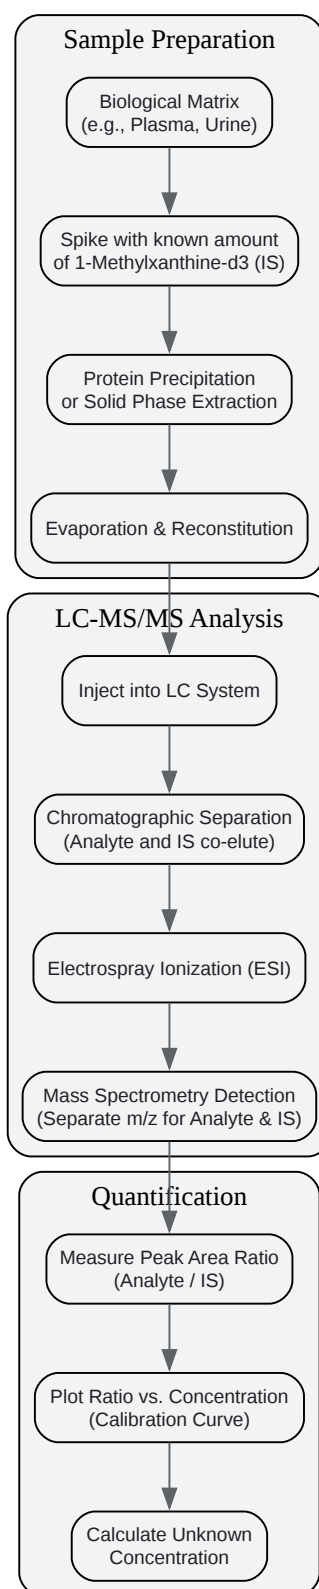 Sample Preparation
Biological Matrix
(e.g., Plasma, Urine)
Spike with known amount
of 1-Methylxanthine-d3 (IS)
Protein Precipitation
or Solid Phase Extraction
Evaporation & Reconstitution
LC-MS/MS Analysis
Inject into LC System
Chromatographic Separation
(Analyte and IS co-elute)
Electrospray Ionization (ESI)
Mass Spectrometry Detection
(Separate m/z for Analyte & IS)
Quantification
Measure Peak Area Ratio
(Analyte / IS)
Plot Ratio vs. Concentration
(Calibration Curve)
Calculate Unknown
Concentration